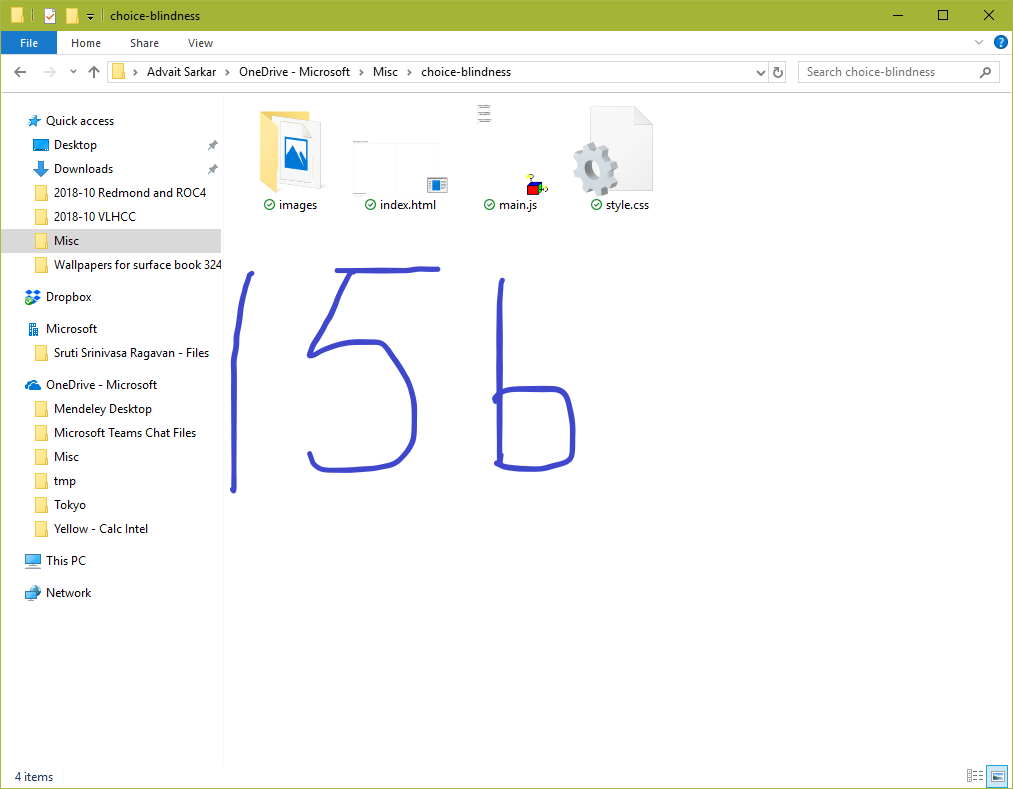 choice-blindness
File Home Share View
Advait Sarkar > OneDrive - Microsoft > Misc > choice-blindness
Search choice-blindness
Quick access
Desktop
Downloads
2018-10 Redmond and ROC4
2018-10 VLHCC
Misc
Wallpapers for surface book 324
Dropbox
Microsoft
Sruti Srinivasa Ragavan - Files
OneDrive - Microsoft
Mendeley Desktop
Microsoft Teams Chat Files
Misc
tmp
Tokyo
Yellow - Calc Intel
This PC
Network
images index.html main.js style.css
156
4 items